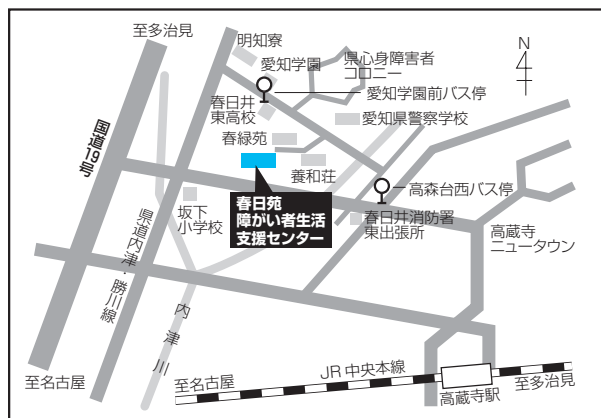 至多治見
明知寮
愛知学園
県心身障害者
コロニー
N
4
愛知学園前バス停
春日井
東高校
愛知県警察学校
春緑苑
国道19号
養和荘
高森台西バス停
春日井消防署
東出張所
春日苑
障がい者生活
支援センター
坂下
小学校
高蔵寺
ニュータウン
県道内津・勝川線
内津川
至名古屋
至名古屋
JR中央本線
高蔵寺駅
至多治見